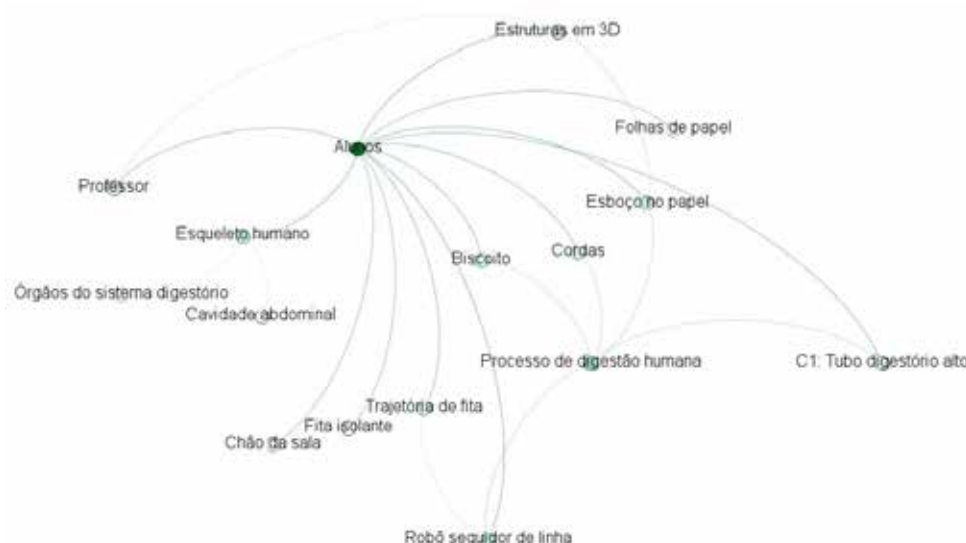 Estruturas em 3D
Folhas de papel
Alunos
Professor
Esboço no papel
Esqueleto humano
Cordas
Biscoito
Órgãos do sistema digestório
Cavidade abdominal
Processo de digestão humana
C1: Tubo digestório alto
Trajetória de fita
Fita isolante
Chão da sala
Robô seguidor de linha